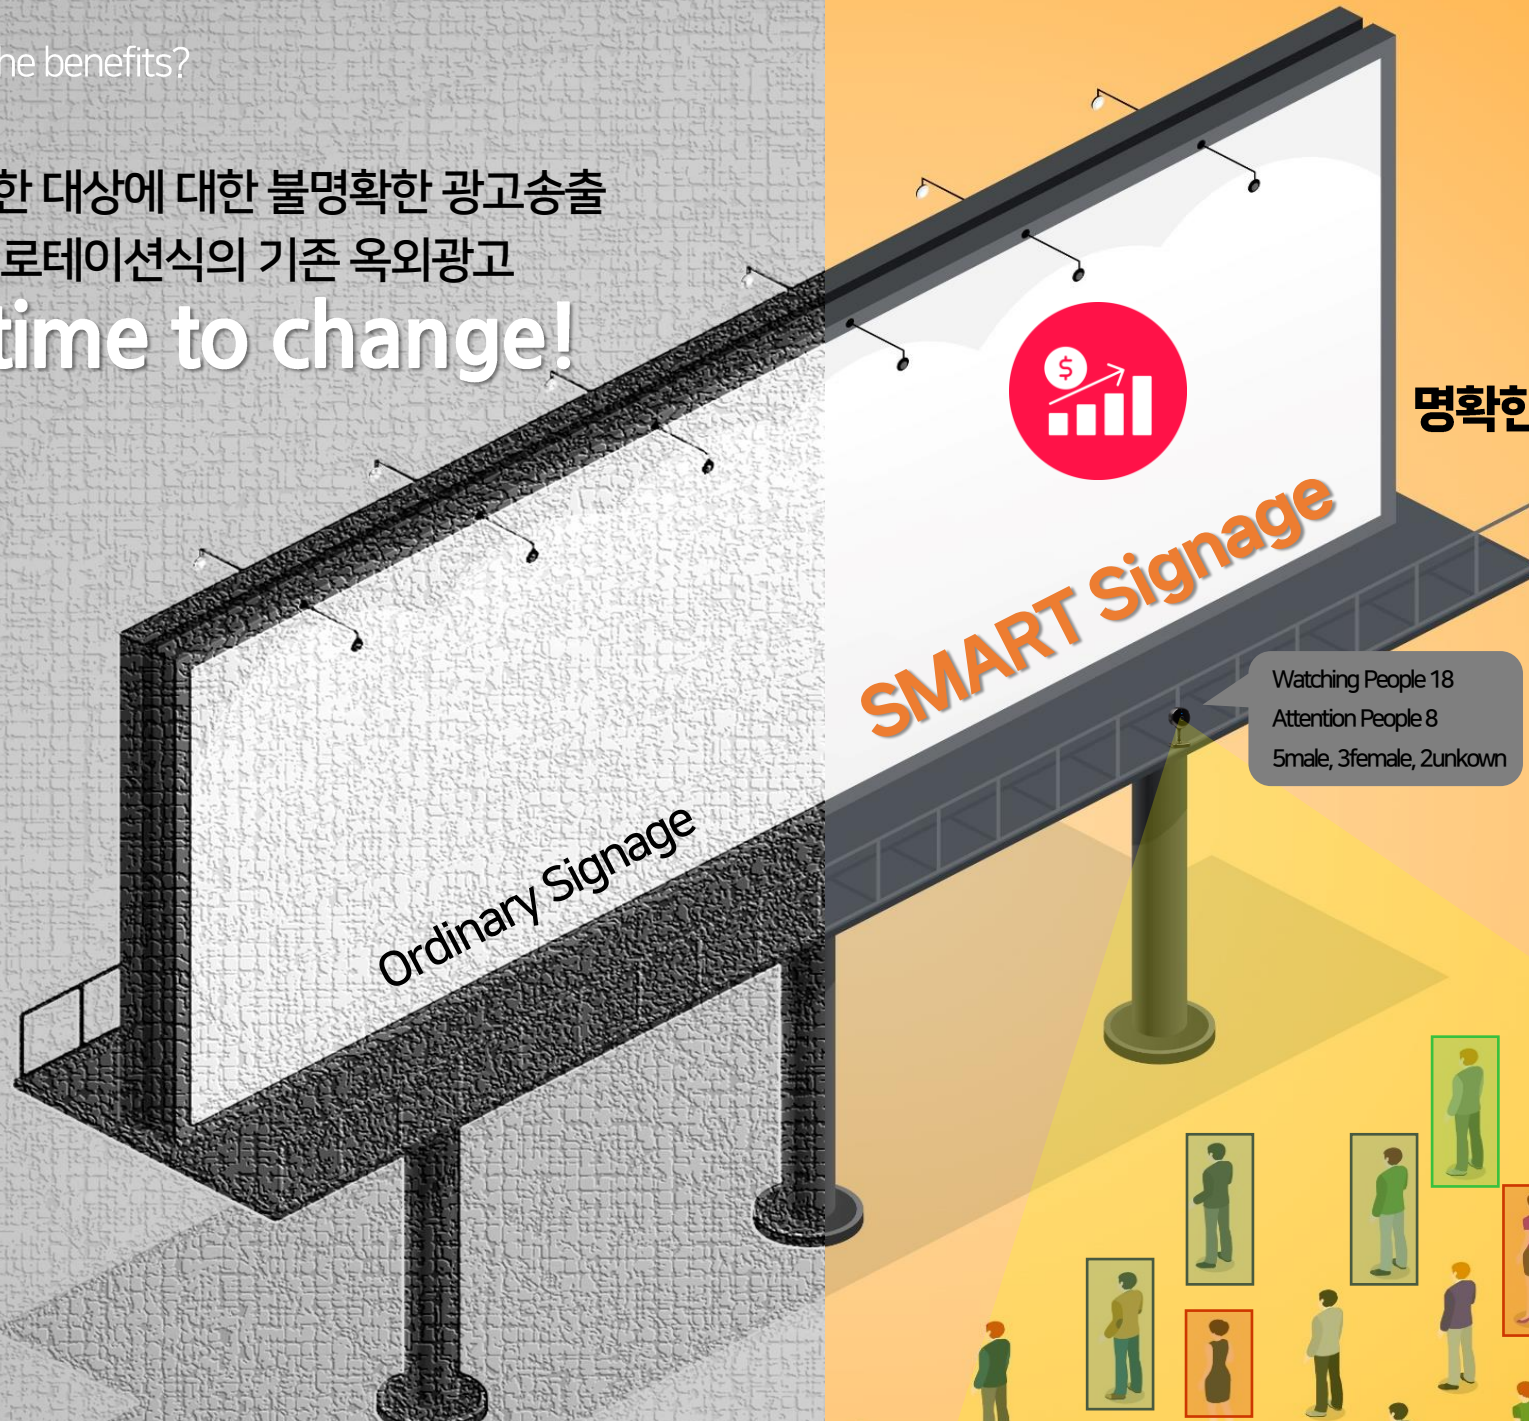 he benefits?
한 대상에 대한 불명확한 광고송출
로테이션식의 기존 옥외광고
time to change!
명확한
$
SMART Signage
Watching People 18
Attention People 8
5male, 3female, 2unkown
Ordinary Signage